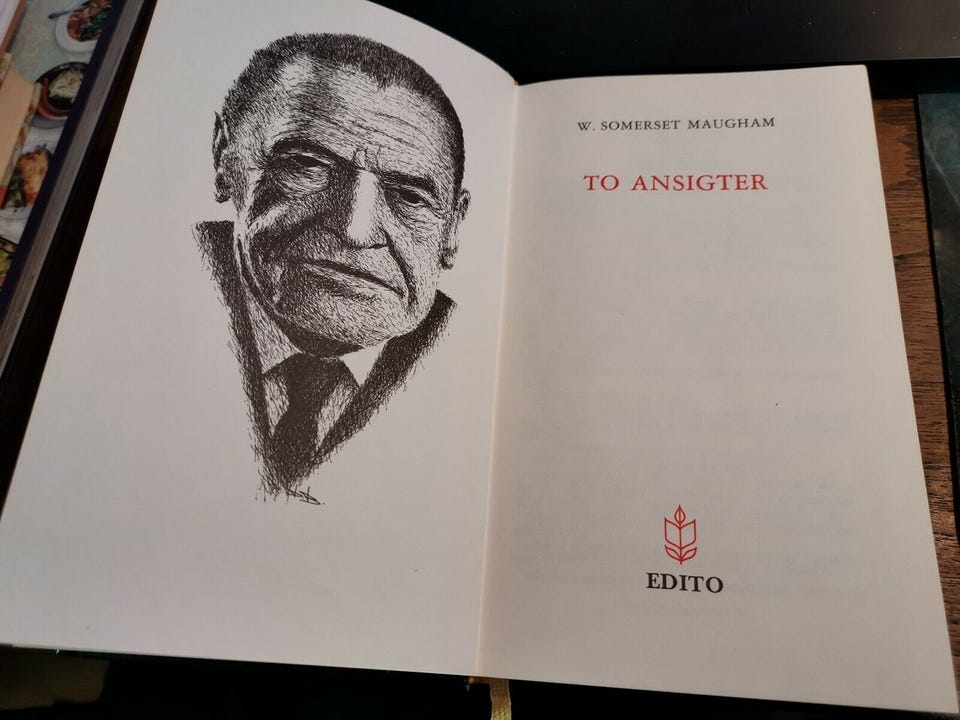 W. SOMERSET MAUGHAM
TO ANSIGTER
EDITO